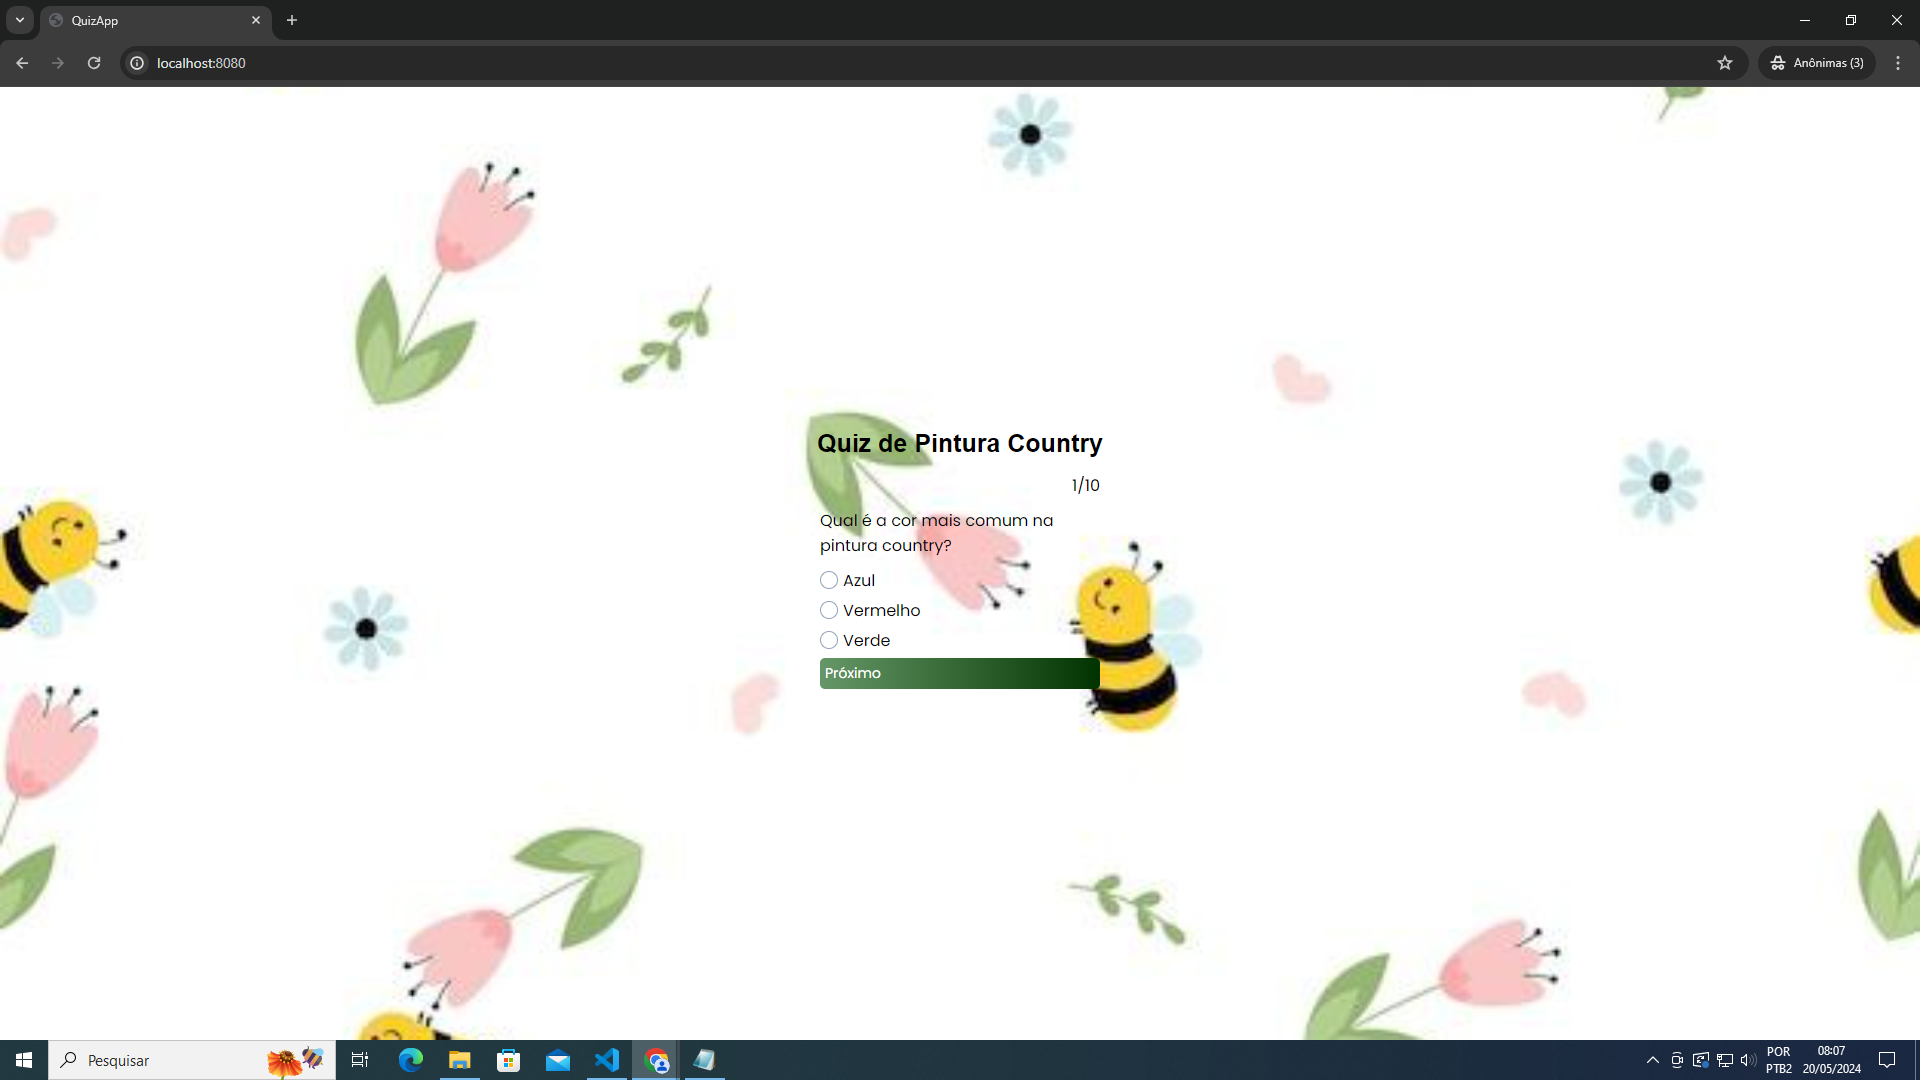 QuizApp
localhost:8080
Anônimas (3)
Quiz de Pintura Country
1/10
Qual é a cor mais comum na
pintura country?
Azul
Vermelho
Verde
Próximo
Pesquisar
POR
PTB2
08:07
20/05/2024